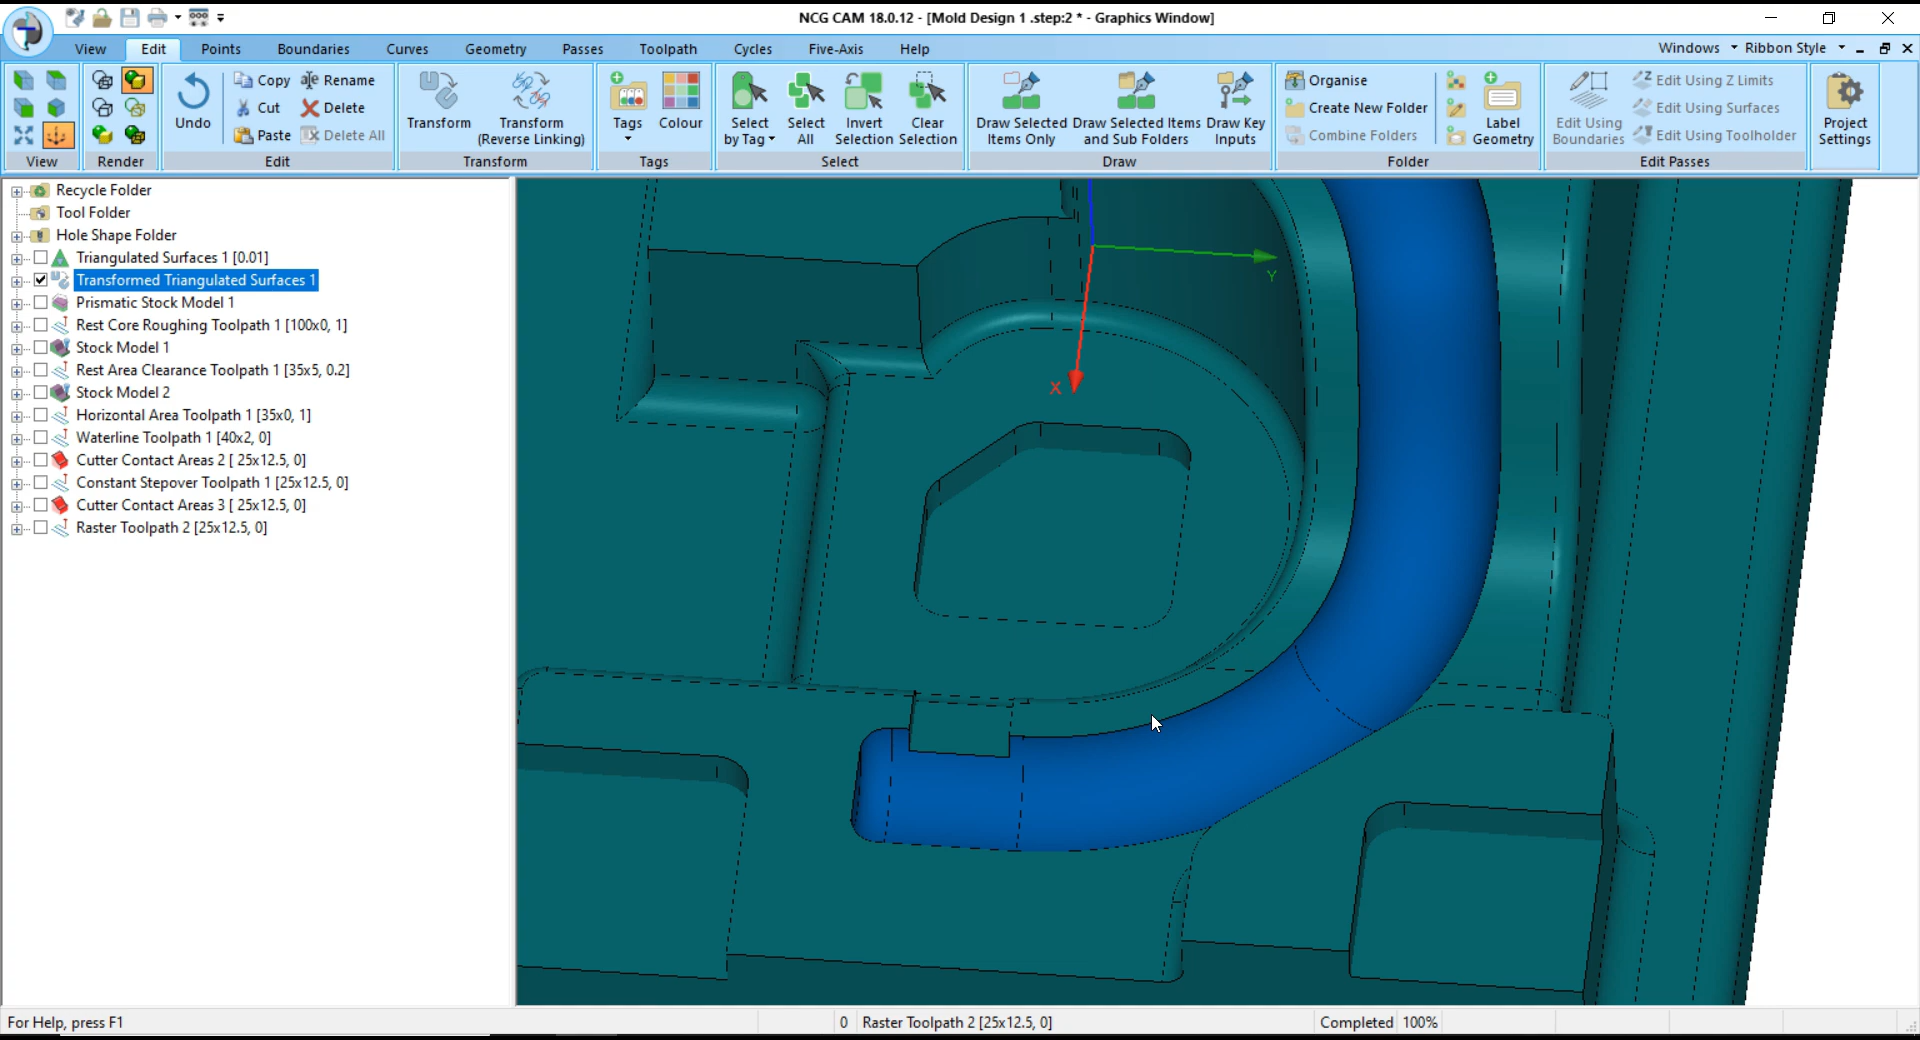 NCG CAM 18.0.12 - [Mold Design 1 .step:2 * - Graphics Window]
View Edit Points Boundaries Curves Geometry Passes Toolpath Cycles Five-Axis Help Windows Ribbon Style
Copy Rename Organise Edit Using Z Limits
Cut Delete Create New Folder Edit Using Surfaces
Paste Delete All Combine Folders Edit Using Toolholder
Undo Transform Transform Tags Colour Select Select Invert Clear Draw Selected Draw Selected Items Draw Key Label Edit Using Project
(Reverse Linking) by Tag All Selection Selection Items Only and Sub Folders Inputs Geometry Boundaries Settings
View Render Edit Transform Tags Select Draw Folder Edit Passes
Recycle Folder
Tool Folder
Hole Shape Folder
Triangulated Surfaces 1 [0.01]
Transformed Triangulated Surfaces 1
Prismatic Stock Model 1
Rest Core Roughing Toolpath 1 [100x0, 1]
Stock Model 1
Rest Area Clearance Toolpath 1 [35x5, 0.2]
Stock Model 2
Horizontal Area Toolpath 1 [35x0, 1]
Waterline Toolpath 1 [40x2, 0]
Cutter Contact Areas 2 [ 25x12.5, 0]
Constant Stepover Toolpath 1 [25x12.5, 0]
Cutter Contact Areas 3 [ 25x12.5, 0]
Raster Toolpath 2 [25x12.5, 0]
Y
X
For Help, press F1 0 Raster Toolpath 2 [25x12.5, 0] Completed 100%